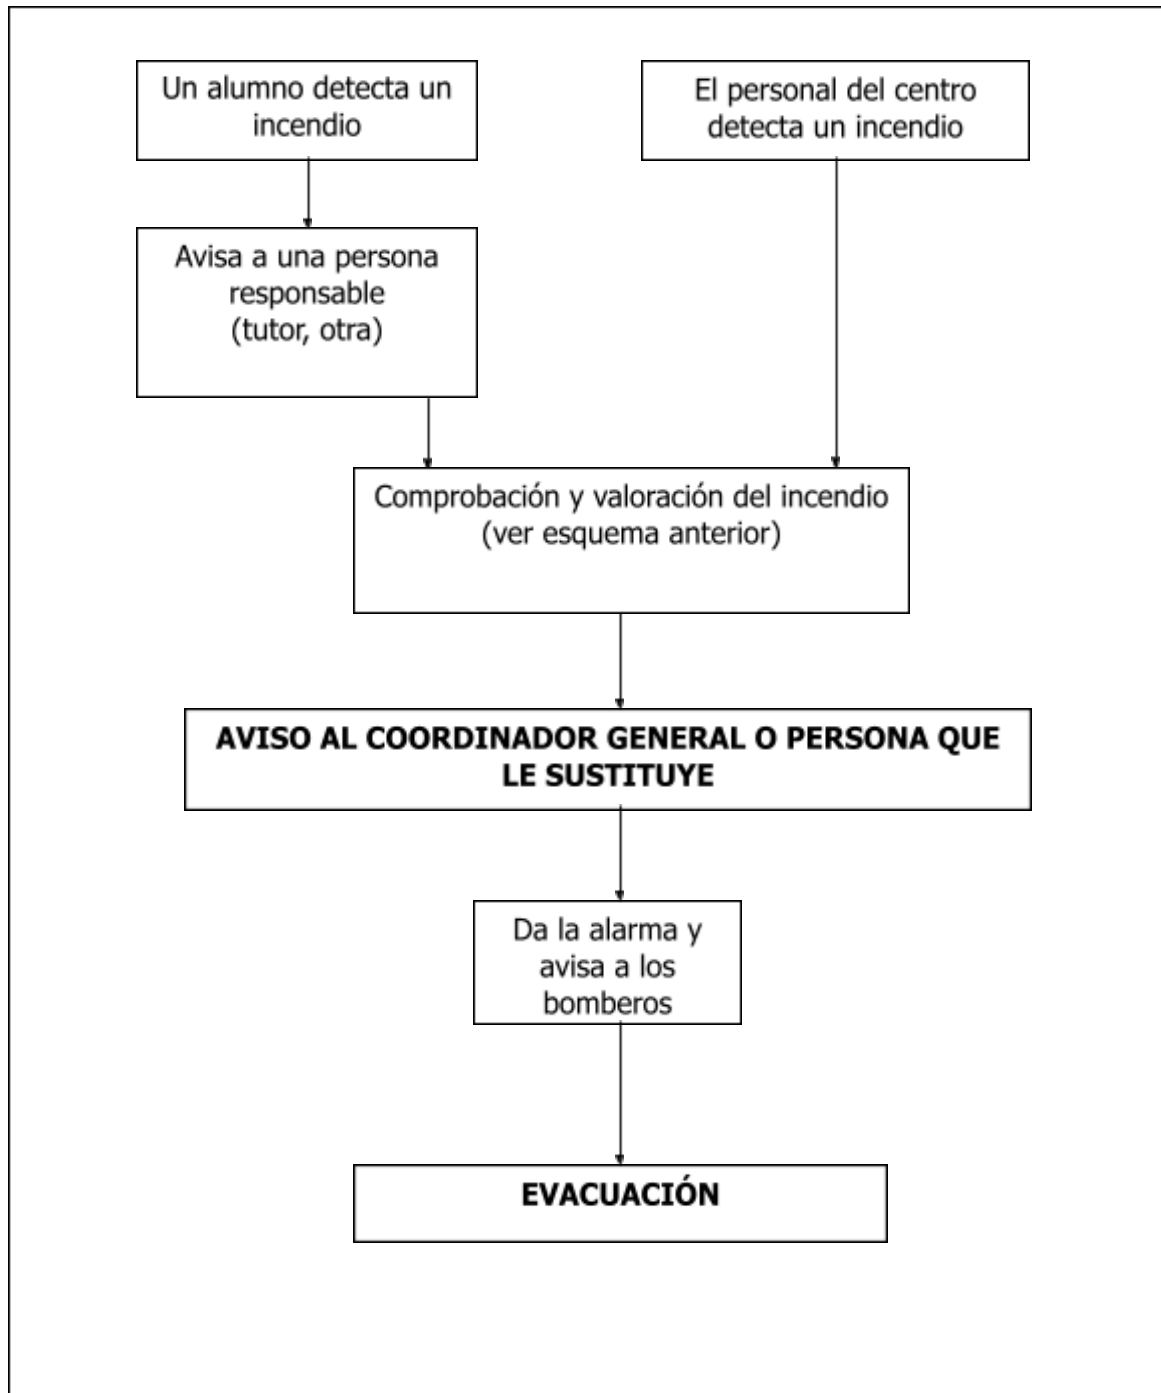 Un alumno detecta un
incendio
El personal del centro
detecta un incendio
Avisa a una persona
responsable
(tutor, otra)
Comprobación y valoración del incendio
(ver esquema anterior)
AVISO AL COORDINADOR GENERAL O PERSONA QUE
LE SUSTITUYE
Da la alarma y
avisa a los
bomberos
EVACUACIÓN